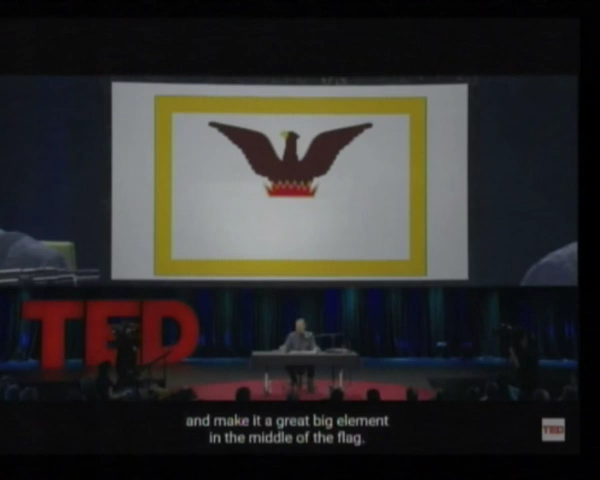 TED
and make it a great big element
in the middle of the flag.
TED